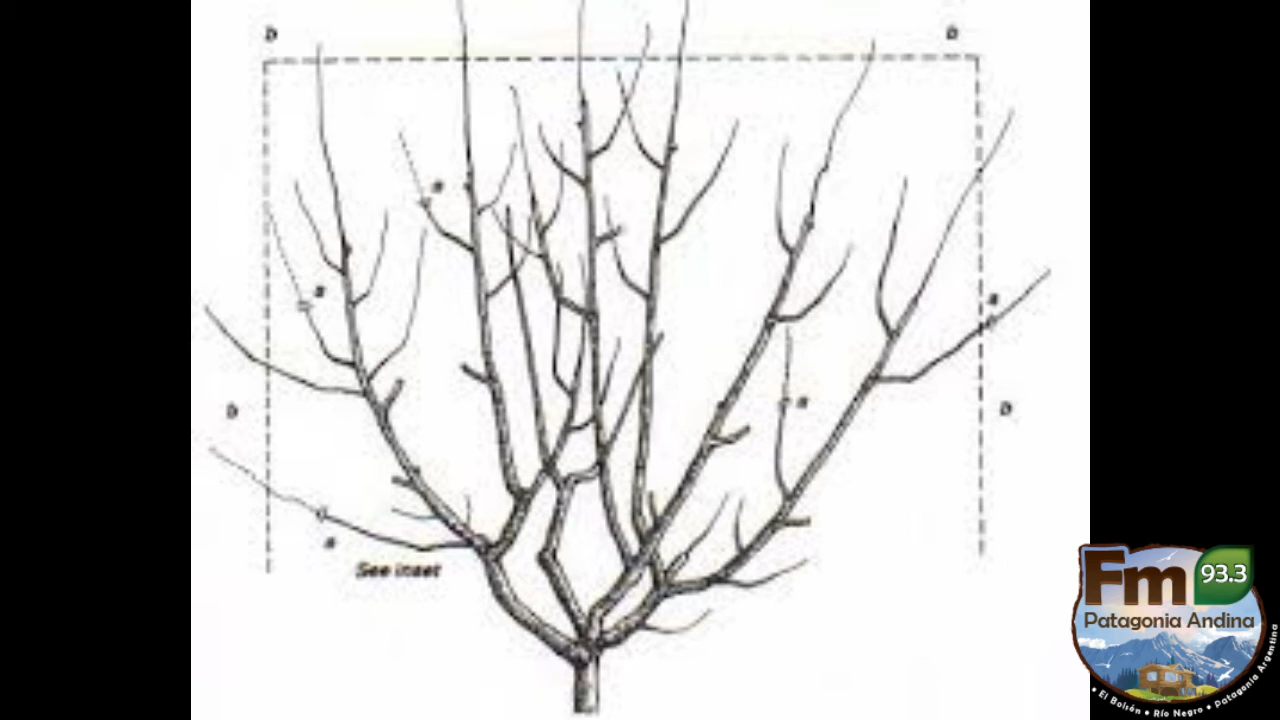 b
b
a
a
a
b
a
b
a
See inset
Fm 93.3
Patagonia Andina
• El Bolsón • Río Negro • Patagonia Argentina